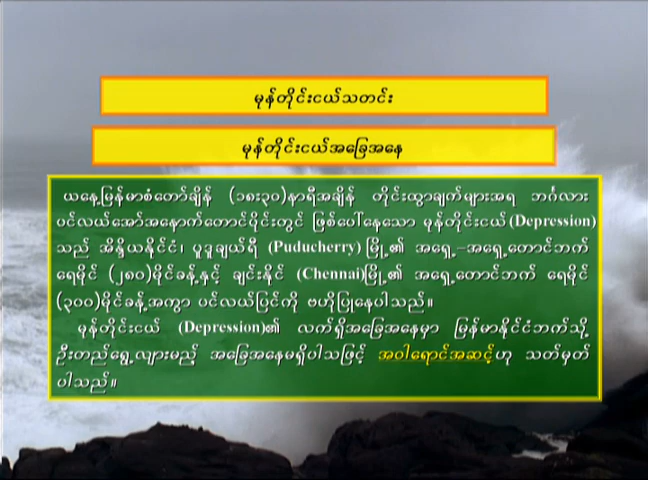 မုန်တိုင်းငယ်သတင်း
မုန်တိုင်းငယ်အခြေအနေ
ယနေ့မြန်မာစံတော်ချိန် (၁၈း၃၀)နာရီအချိန် တိုင်းထွာချက်များအရ ဘင်္ဂလား
ပင်လယ်အော်အနောက်တောင်ပိုင်းတွင် ဖြစ်ပေါ်နေသော မုန်တိုင်းငယ်(Depression)
သည် အိန္ဒိယနိုင်ငံ၊ ပူဒူချယ်ရီ (Puducherry) မြို့၏ အရှေ့-အရှေ့တောင်ဘက်
ရေမိုင် (၂၈၀)မိုင်ခန့်နှင့် ချင်းနိုင် (Chennai)မြို့၏ အရှေ့တောင်ဘက် ရေမိုင်
(၃၀၀)မိုင်ခန့်အကွာ ပင်လယ်ပြင်ကို ဗဟိုပြုနေပါသည်။
မုန်တိုင်းငယ် (Depression)၏ လက်ရှိအခြေအနေမှာ မြန်မာနိုင်ငံဘက်သို့
ဦးတည်ရွေ့လျားမည့် အခြေအနေမရှိပါသဖြင့် အဝါရောင်အဆင့်ဟု သတ်မှတ်
ပါသည်။